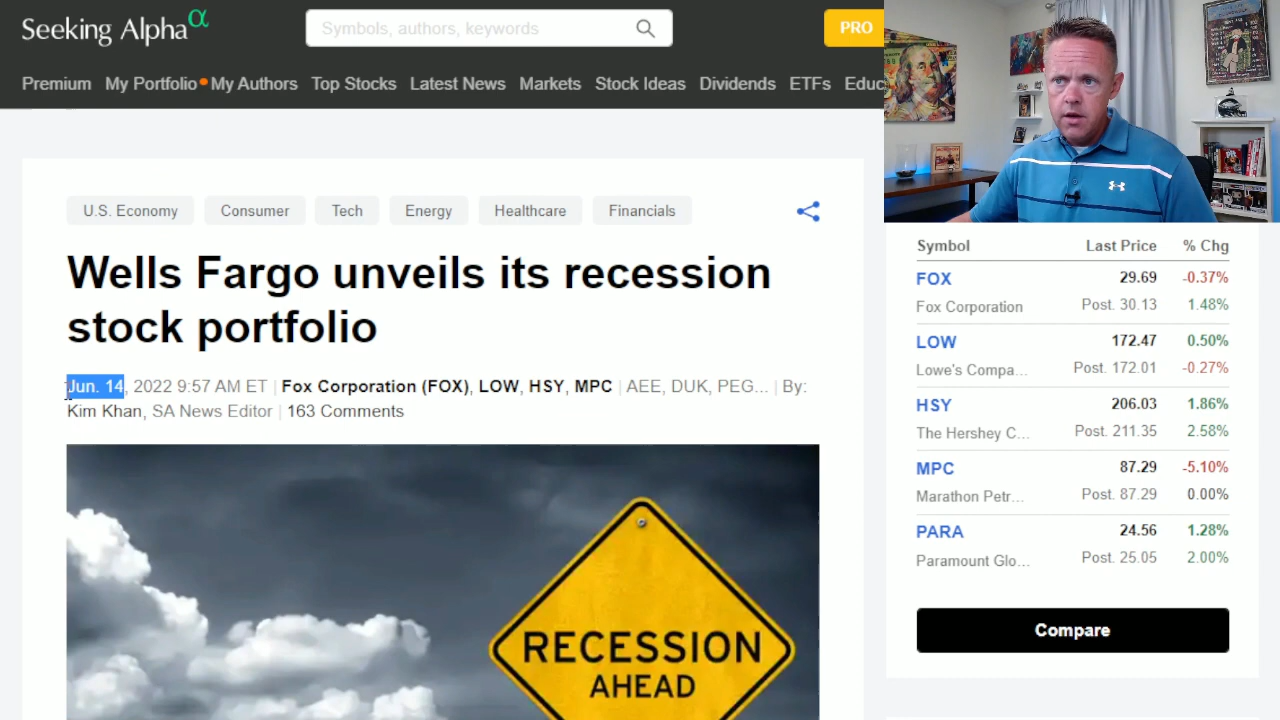 Seeking Alpha α
Symbols, authors, keywords
PRO
Premium My Portfolio My Authors Top Stocks Latest News Markets Stock Ideas Dividends ETFs Educ
U.S. Economy Consumer Tech Energy Healthcare Financials
Wells Fargo unveils its recession
stock portfolio
Jun. 14, 2022 9:57 AM ET | Fox Corporation (FOX), LOW, HSY, MPC | AEE, DUK, PEG... | By:
Kim Khan, SA News Editor | 163 Comments
RECESSION
AHEAD
Symbol Last Price % Chg
FOX 29.69 -0.37%
Fox Corporation Post. 30.13 1.48%
LOW 172.47 0.50%
Lowe's Compa... Post. 172.01 -0.27%
HSY 206.03 1.86%
The Hershey C... Post. 211.35 2.58%
MPC 87.29 -5.10%
Marathon Petr... Post. 87.29 0.00%
PARA 24.56 1.28%
Paramount Glo... Post. 25.05 2.00%
Compare